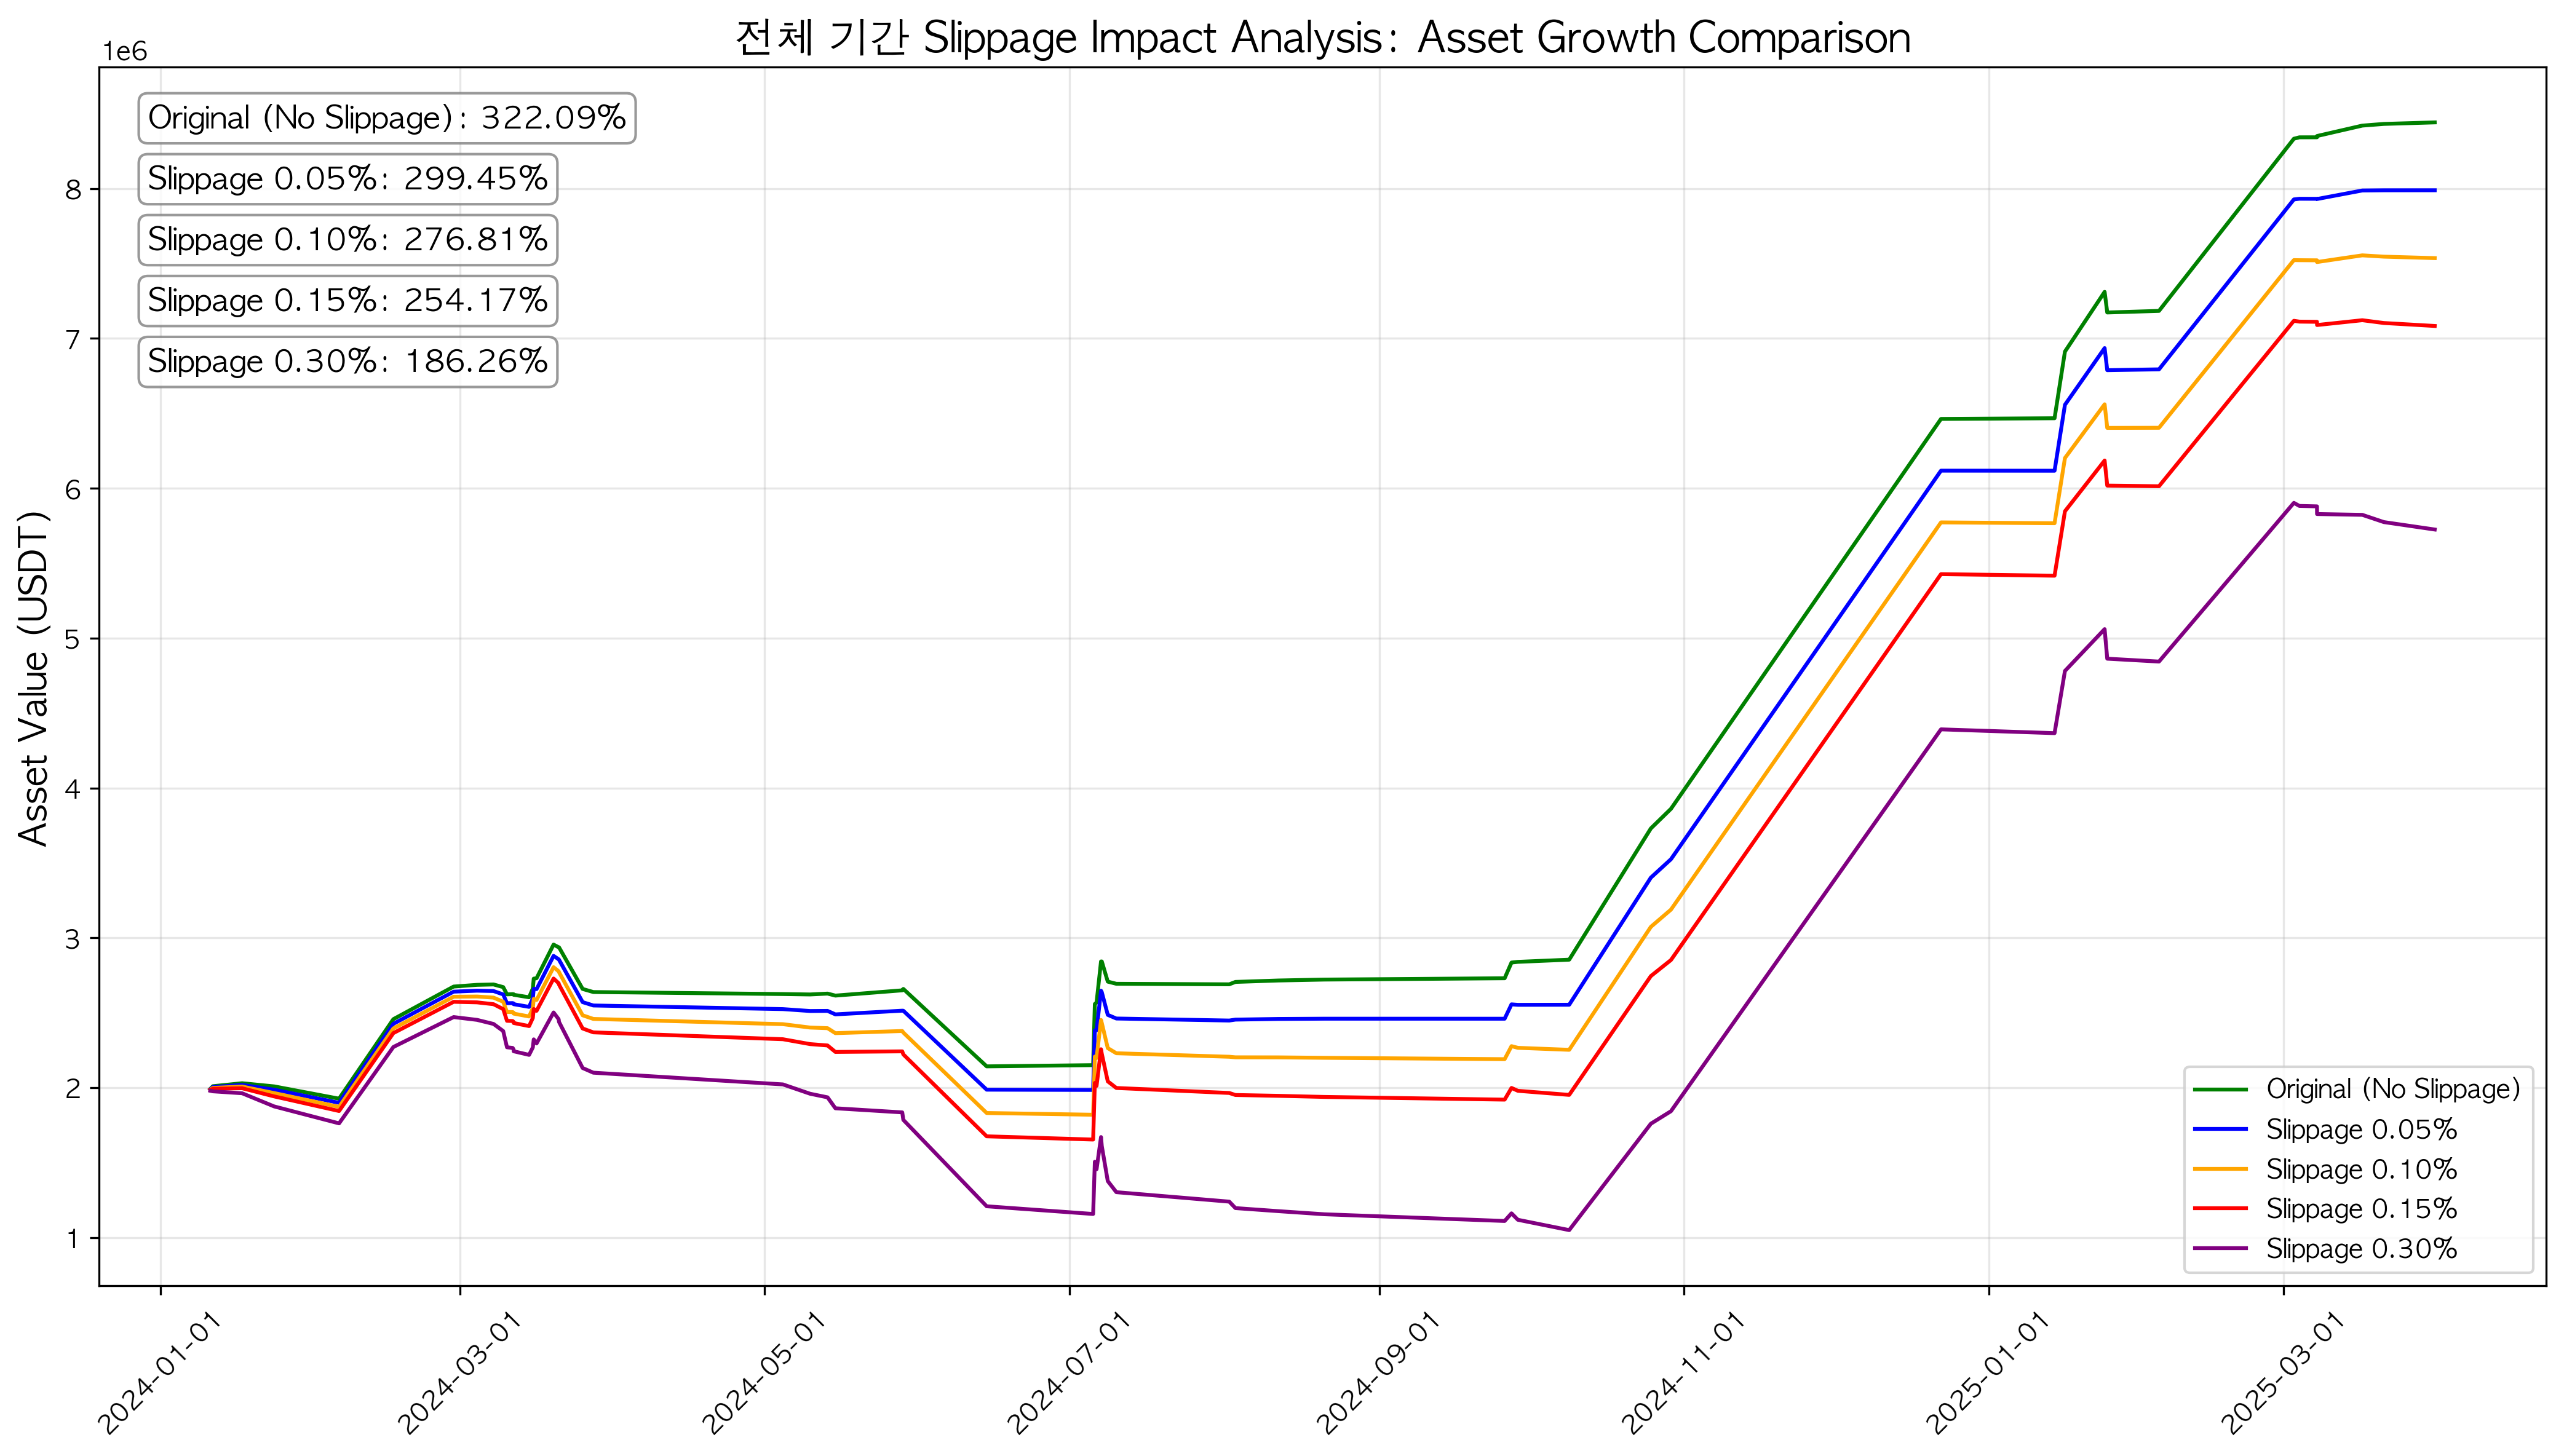 전체 기간 Slippage Impact Analysis: Asset Growth Comparison
1e6
Original (No Slippage): 322.09%
Slippage 0.05%: 299.45%
Slippage 0.10%: 276.81%
Slippage 0.15%: 254.17%
Slippage 0.30%: 186.26%
Asset Value (USDT)
8
7
6
5
4
3
2
1
Original (No Slippage)
Slippage 0.05%
Slippage 0.10%
Slippage 0.15%
Slippage 0.30%
2024-01-01
2024-03-01
2024-05-01
2024-07-01
2024-09-01
2024-11-01
2025-01-01
2025-03-01